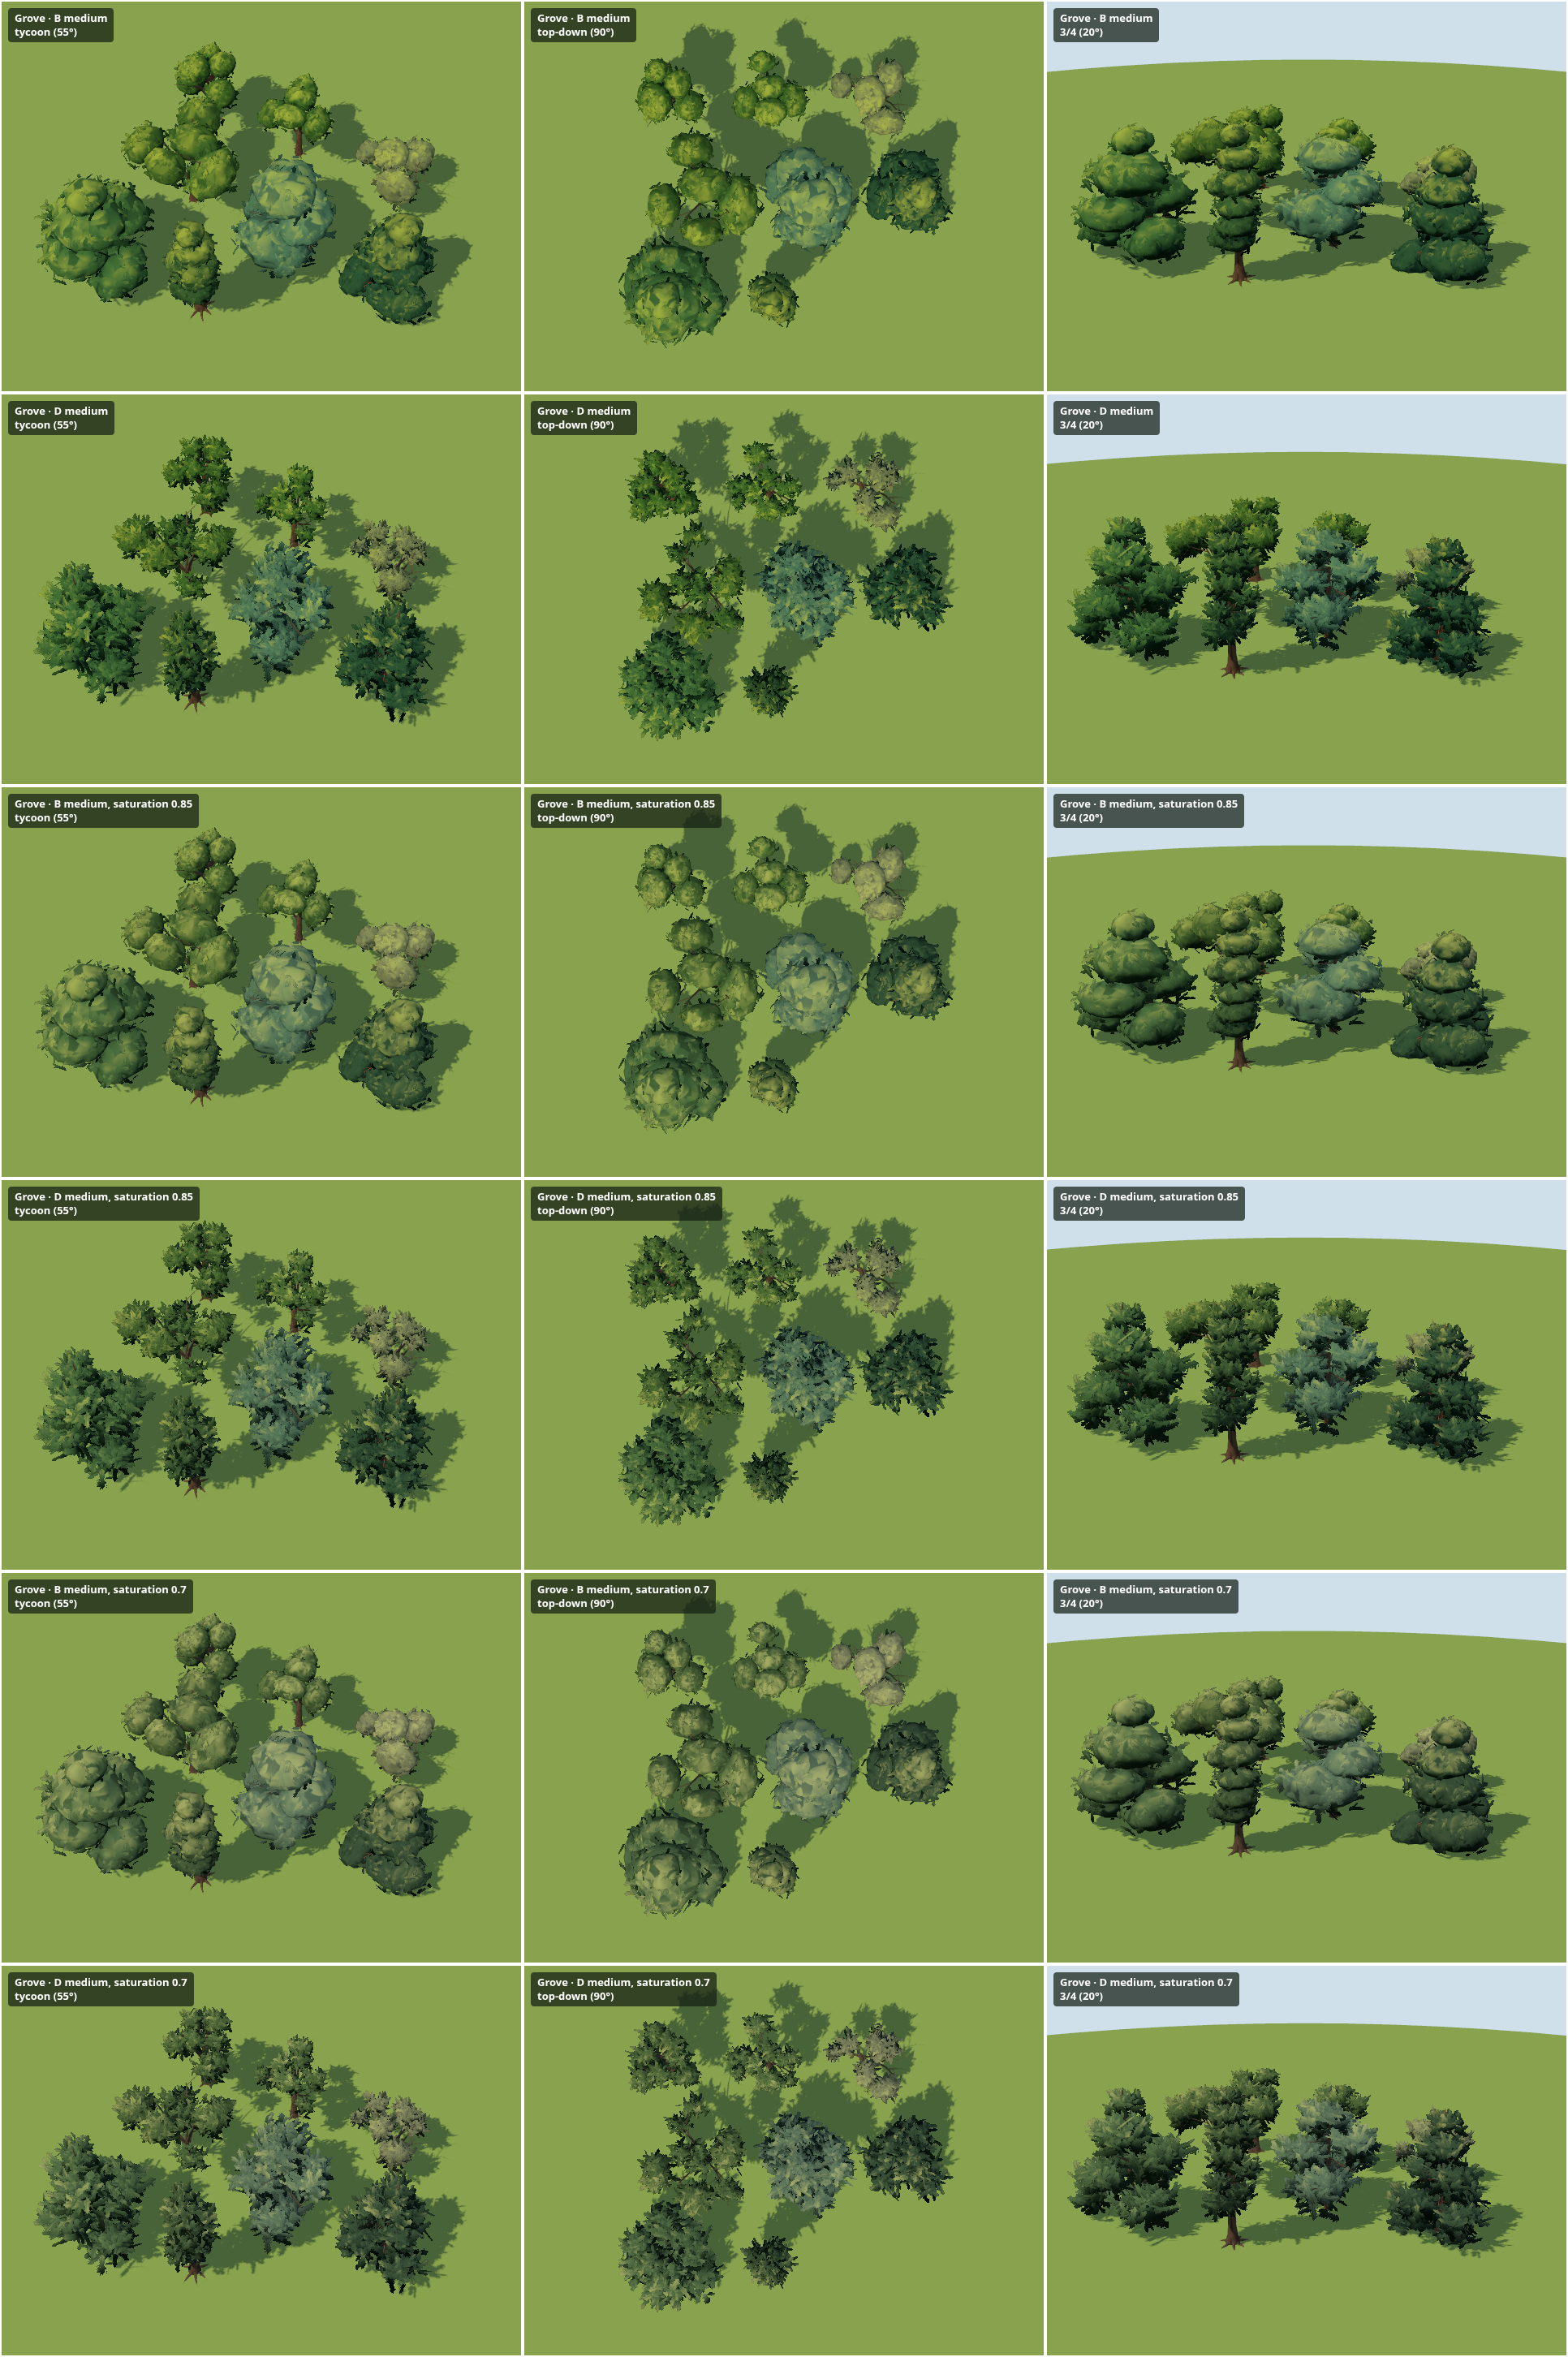 Grove · B medium
tycoon (55°)
Grove · B medium
top-down (90°)
Grove · B medium
3/4 (20°)
Grove · D medium
tycoon (55°)
Grove · D medium
top-down (90°)
Grove · D medium
3/4 (20°)
Grove · B medium, saturation 0.85
tycoon (55°)
Grove · B medium, saturation 0.85
top-down (90°)
Grove · B medium, saturation 0.85
3/4 (20°)
Grove · D medium, saturation 0.85
tycoon (55°)
Grove · D medium, saturation 0.85
top-down (90°)
Grove · D medium, saturation 0.85
3/4 (20°)
Grove · B medium, saturation 0.7
tycoon (55°)
Grove · B medium, saturation 0.7
top-down (90°)
Grove · B medium, saturation 0.7
3/4 (20°)
Grove · D medium, saturation 0.7
tycoon (55°)
Grove · D medium, saturation 0.7
top-down (90°)
Grove · D medium, saturation 0.7
3/4 (20°)